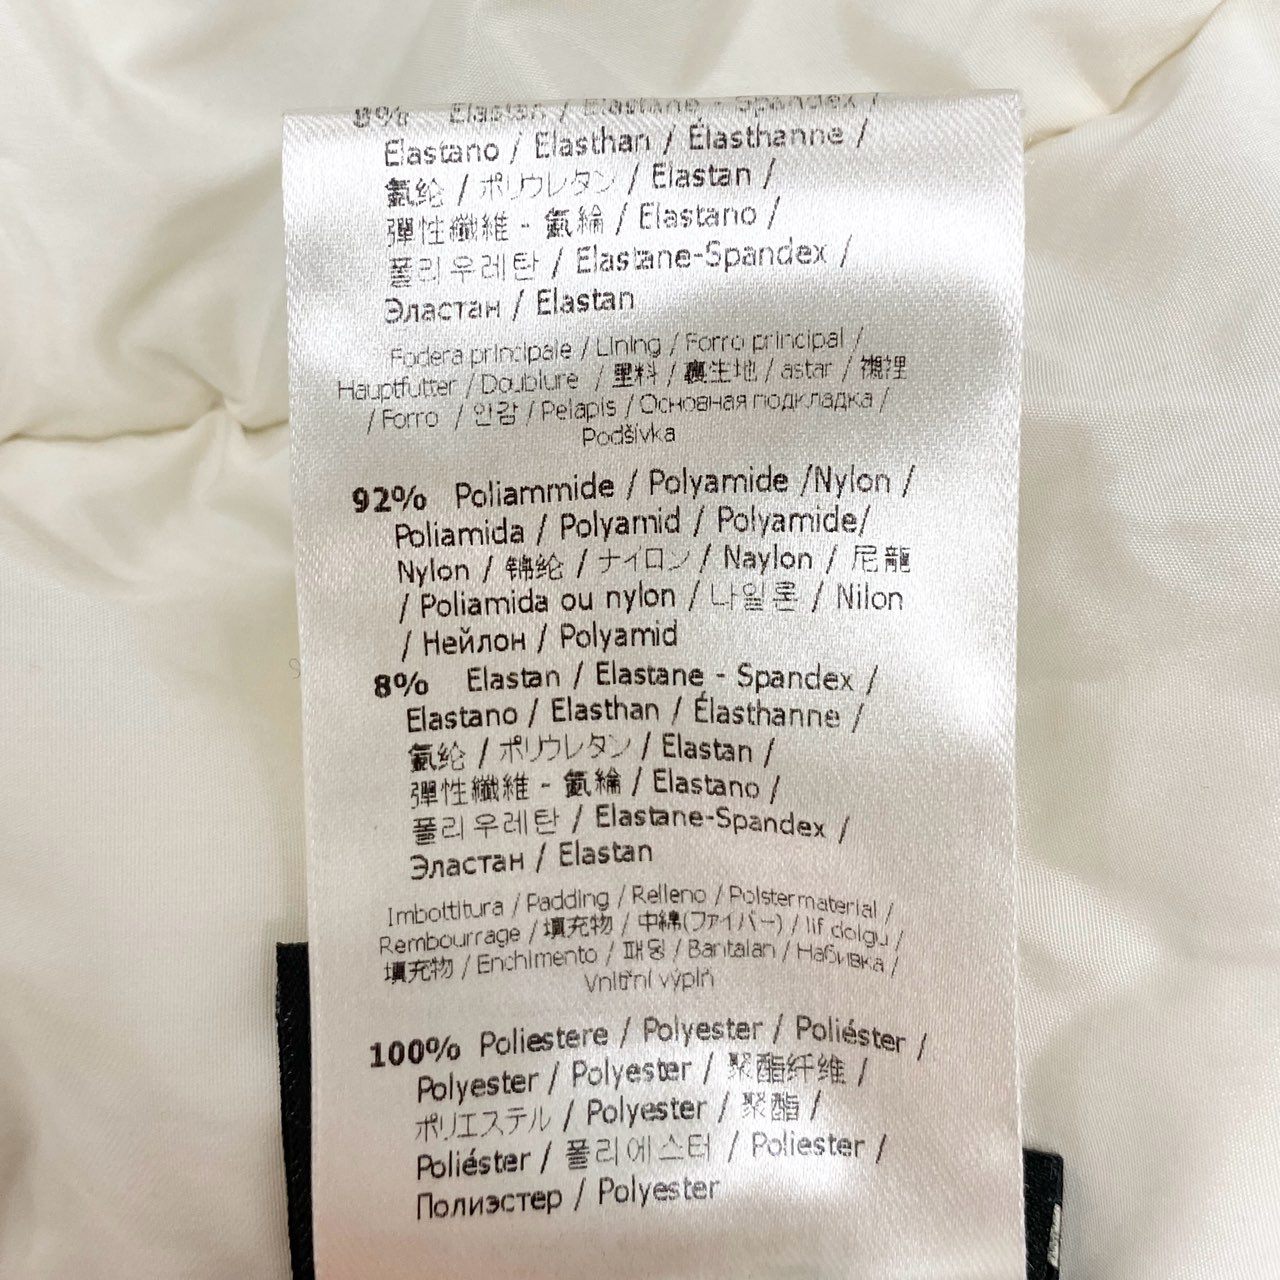 8% Elastan / Elastane - Spandex /
Elastano / Elasthan / Élasthanne /
氨纶 / ポリウレタン / Elastan /
彈性纖維 - 氨綸 / Elastano /
폴리우레탄 / Elastane-Spandex /
Эластан / Elastan
Fodera principale / Lining / Forro principal /
Hauptfutter / Doublure / 里料 / 裏生地 / astar / 襯裡
/ Forro / 안감 / Pelapis / Основная подкладка /
Podšívka
92% Poliammide / Polyamide /Nylon /
Poliamida / Polyamid / Polyamide/
Nylon / 锦纶 / ナイロン / Naylon / 尼龍
/ Poliamida ou nylon / 나일론 / Nilon
/ Нейлон / Polyamid
8% Elastan / Elastane - Spandex /
Elastano / Elasthan / Élasthanne /
氨纶 / ポリウレタン / Elastan /
彈性纖維 - 氨綸 / Elastano /
폴리우레탄 / Elastane-Spandex /
Эластан / Elastan
Imbottitura / Padding / Relleno / Polstermaterial /
Rembourrage / 填充物 / 中綿(ファイバー) / lif dolgu /
填充物 / Enchimento / 패딩 / Bantalan / Набивка /
Vnitřní výplň
100% Poliestere / Polyester / Poliéster /
Polyester / Polyester / 聚酯纤维 /
ポリエステル / Polyester / 聚酯 /
Poliéster / 폴리에스터 / Poliester /
Полиэстер / Polyester